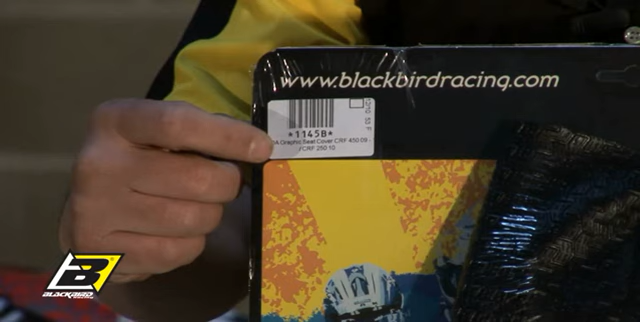 www.blackbirdracing.com
*1145B*
Graphic Seat Cover CRF 450 09 -
/ CRF 250 10
BLACKBIRD